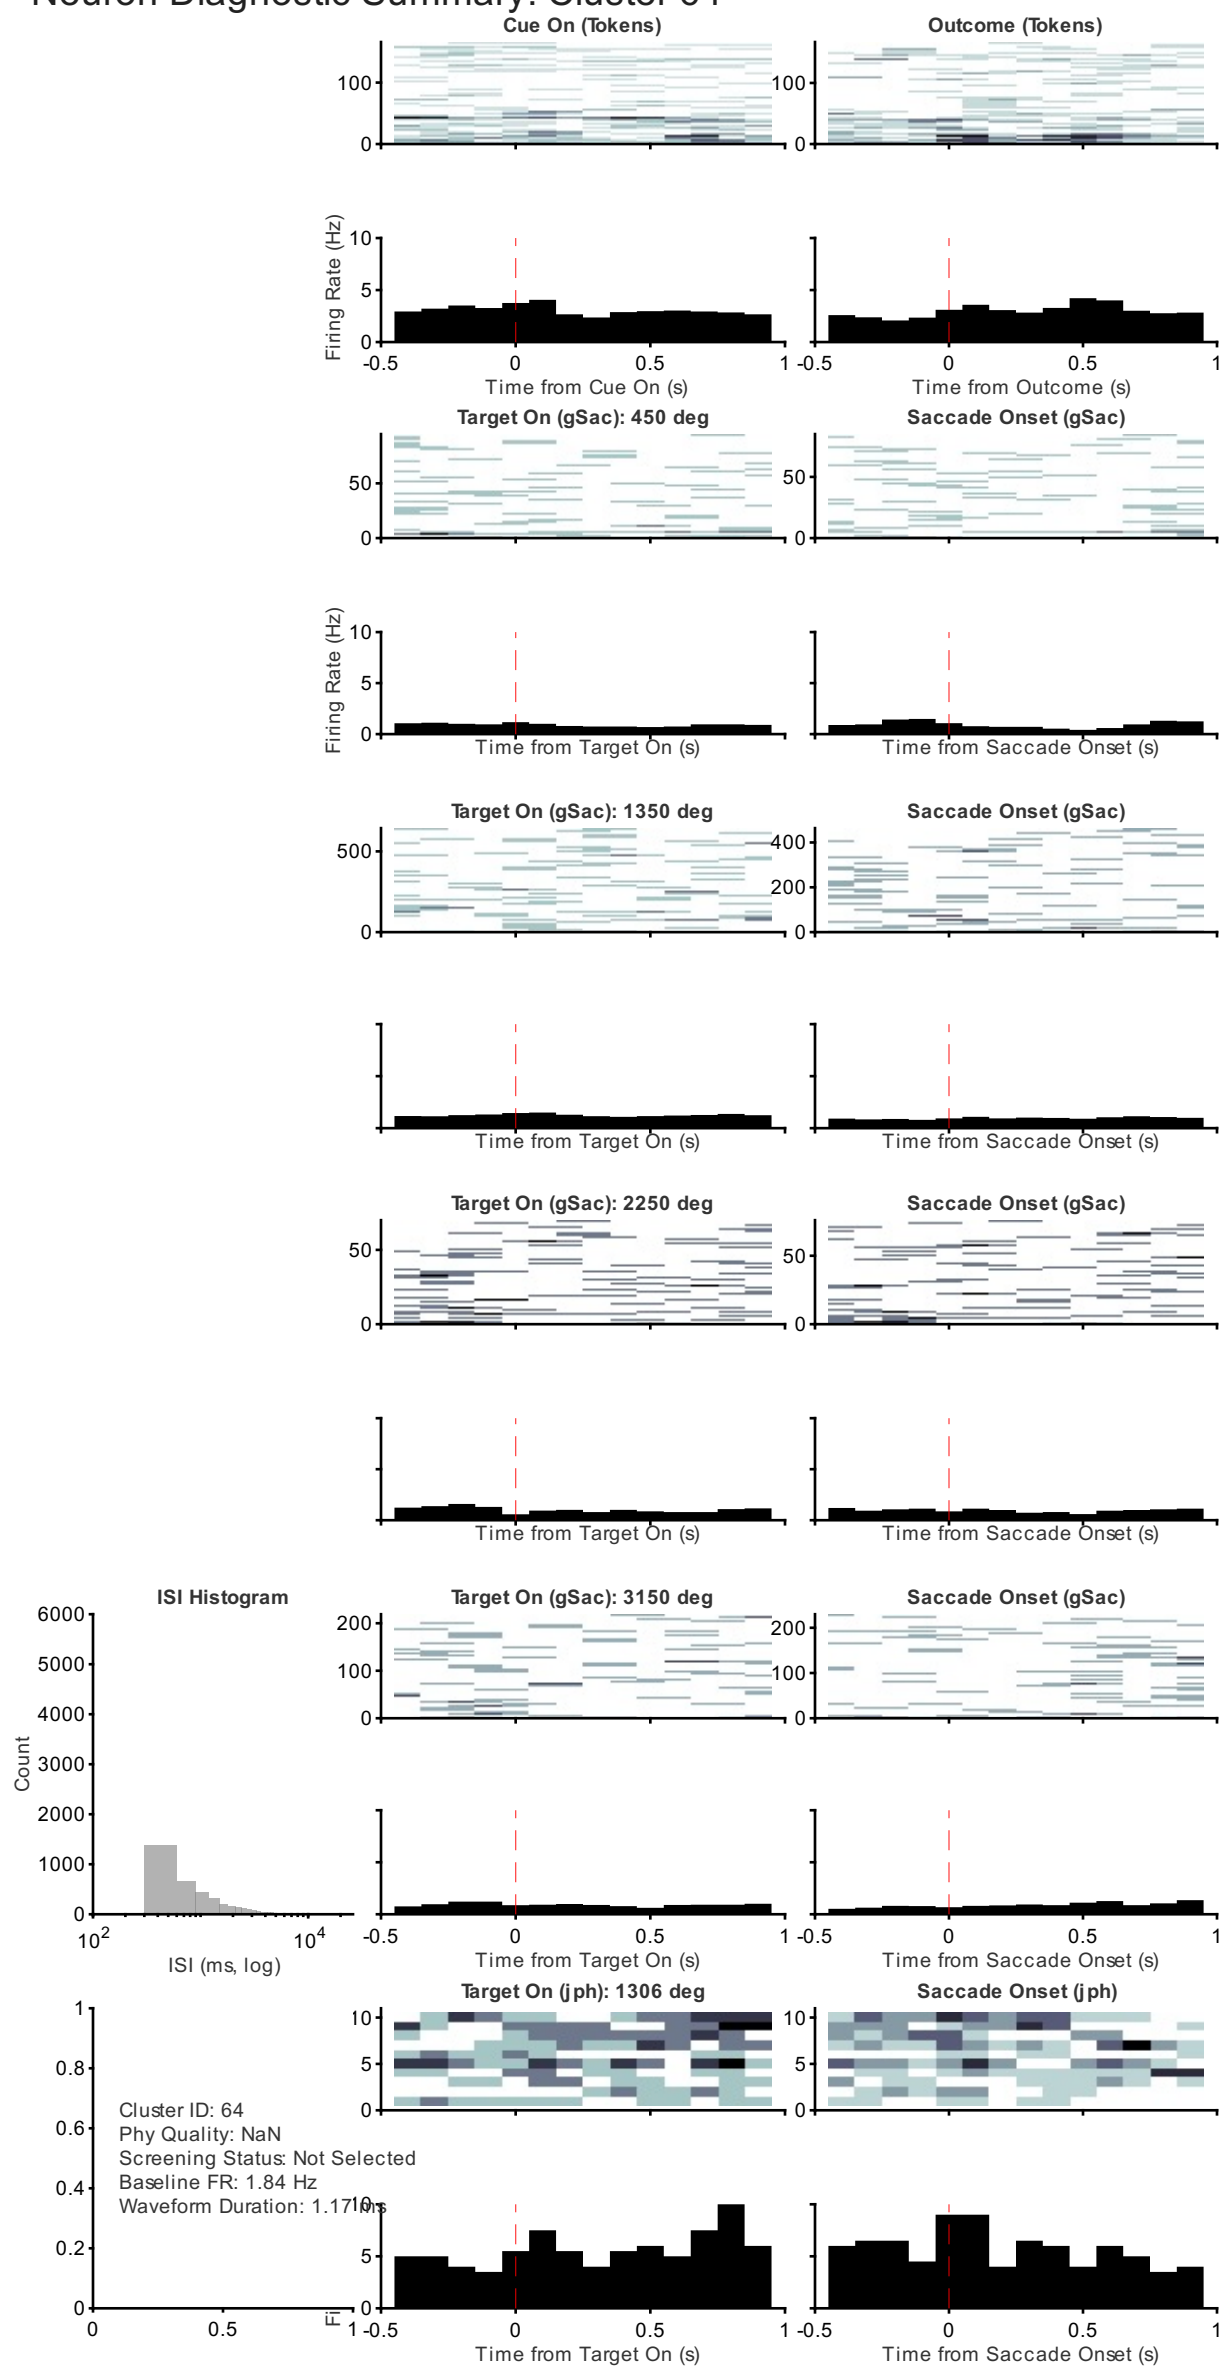 Neuron Diagnostic Summary: Cluster 64
Cue On (Tokens)
Outcome (Tokens)
100
0
100
0
Firing Rate (Hz)
10
5
0
-0.5 0 0.5 1
-0.5 0 0.5 1
Time from Cue On (s)
Time from Outcome (s)
Target On (gSac): 450 deg
Saccade Onset (gSac)
50
0
50
0
Firing Rate (Hz)
10
5
0
Time from Target On (s)
Time from Saccade Onset (s)
Target On (gSac): 1350 deg
Saccade Onset (gSac)
500
0
400
200
0
Time from Target On (s)
Time from Saccade Onset (s)
Target On (gSac): 2250 deg
Saccade Onset (gSac)
50
0
50
0
Time from Target On (s)
Time from Saccade Onset (s)
ISI Histogram
Count
6000
5000
4000
3000
2000
1000
0
10^2 10^4
ISI (ms, log)
Target On (gSac): 3150 deg
Saccade Onset (gSac)
200
100
0
200
100
0
-0.5 0 0.5 1
-0.5 0 0.5 1
Time from Target On (s)
Time from Saccade Onset (s)
Target On (jph): 1306 deg
Saccade Onset (jph)
10
5
0
10
5
0
1
0.8
0.6
0.4
0.2
0
0 0.5 1
Cluster ID: 64
Phy Quality: NaN
Screening Status: Not Selected
Baseline FR: 1.84 Hz
Waveform Duration: 1.17 ms
Fi
10
5
0
-0.5 0 0.5 1
-0.5 0 0.5 1
Time from Target On (s)
Time from Saccade Onset (s)